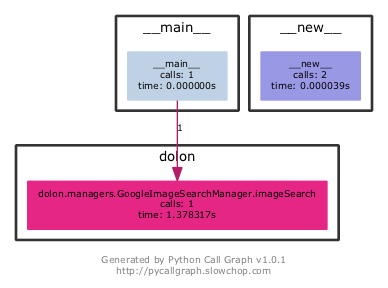 __main__
__main__
calls: 1
time: 0.000000s
__new__
__new__
calls: 2
time: 0.000039s
1
dolon
dolon.managers.GoogleImageSearchManager.imageSearch
calls: 1
time: 1.378317s
Generated by Python Call Graph v1.0.1
http://pycallgraph.slowchop.com